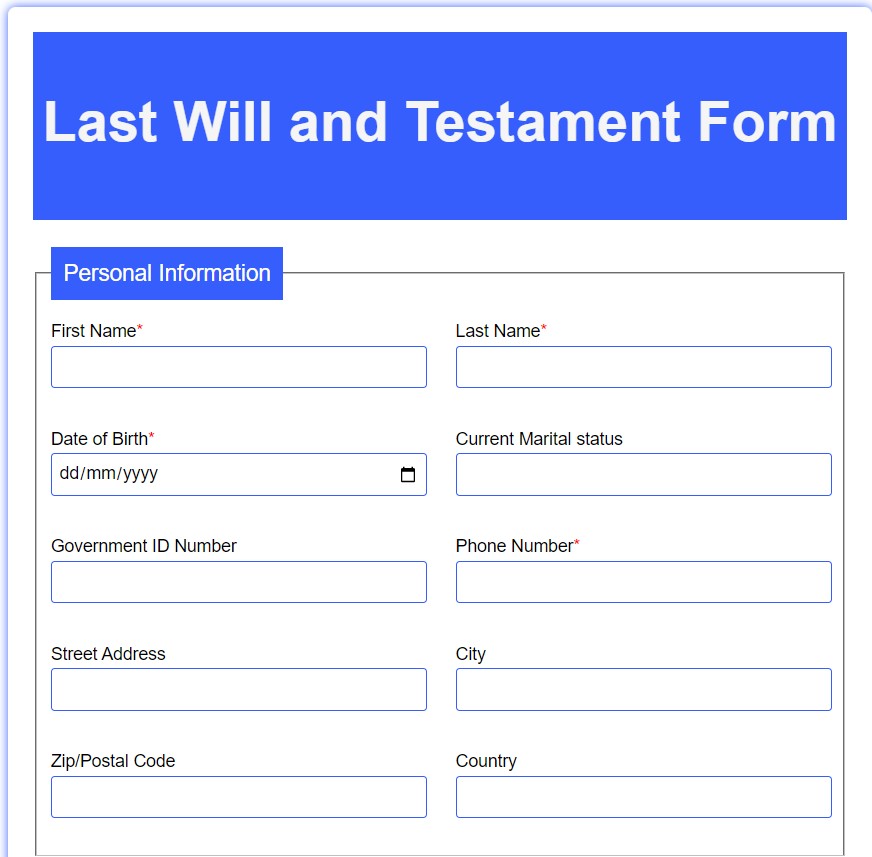 Last Will and Testament Form
Personal Information
First Name* Last Name*
Date of Birth* Current Marital status
dd/mm/yyyy
Government ID Number Phone Number*
Street Address City
Zip/Postal Code Country